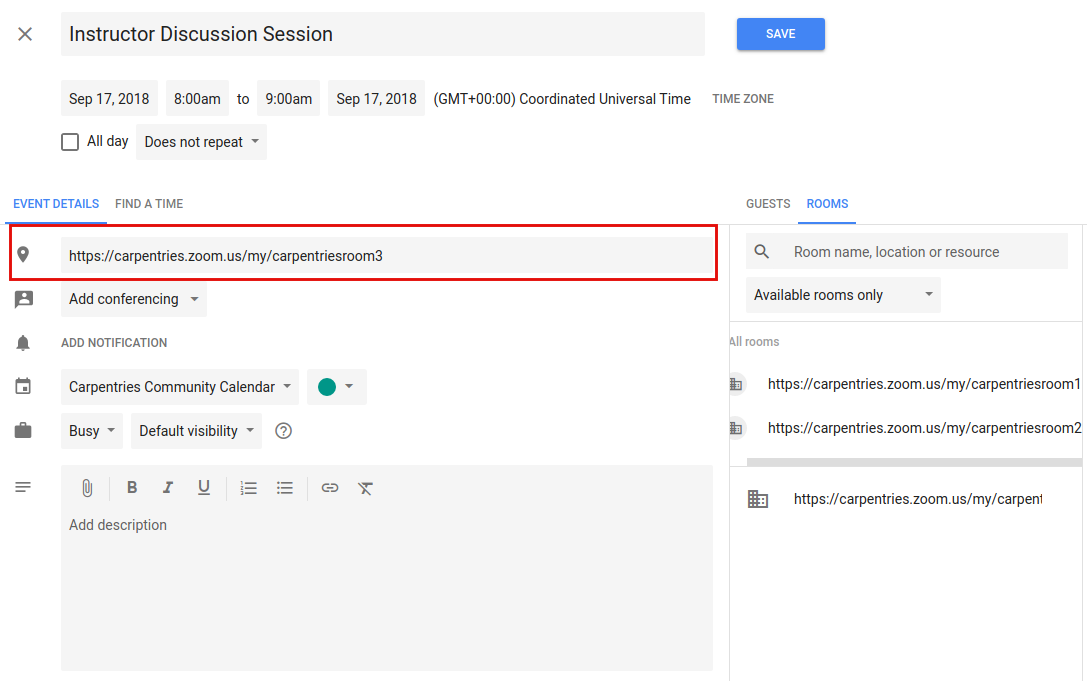 Instructor Discussion Session
SAVE
Sep 17, 2018 8:00am to 9:00am Sep 17, 2018 (GMT+00:00) Coordinated Universal Time TIME ZONE
All day Does not repeat
EVENT DETAILS FIND A TIME
GUESTS ROOMS
https://carpentries.zoom.us/my/carpentriesroom3
Add conferencing
ADD NOTIFICATION
Carpentries Community Calendar
Busy Default visibility
B I U
Add description
Room name, location or resource
Available rooms only
All rooms
https://carpentries.zoom.us/my/carpentriesroom1
https://carpentries.zoom.us/my/carpentriesroom2
https://carpentries.zoom.us/my/carpent